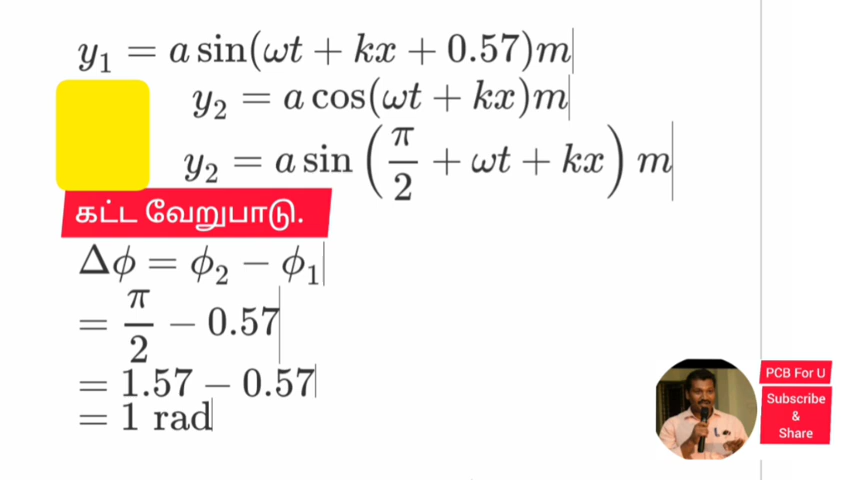 y₁ = a sin(ωt + kx + 0.57)m
y₂ = a cos(ωt + kx)m
y₂ = a sin (π/2 + ωt + kx) m
கட்ட வேறுபாடு.
Δϕ = ϕ₂ − ϕ₁
= π/2 − 0.57
= 1.57 − 0.57
= 1 rad
PCB For U
Subscribe
&
Share